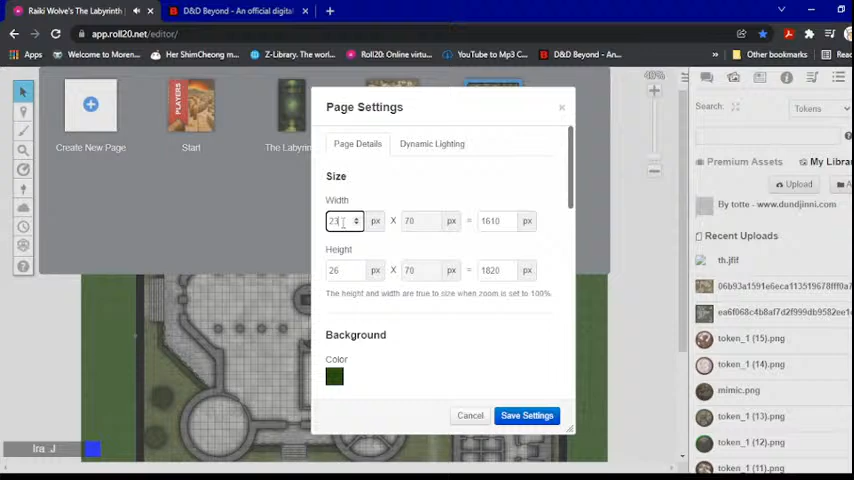 Raiki Wolve's The Labyrinth
D&D Beyond - An official digital
app.roll20.net/editor/
Apps
Welcome to Moren...
Her ShimCheong m...
Z-Library. The worl...
Roll20: Online virtu...
YouTube to Mp3 C...
D&D Beyond - An...
»
Other bookmarks
40%
Search:
Tokens
PLAYERS
Create New Page
Start
The Labyrin
Page Settings
×
Page Details
Dynamic Lighting
Size
Width
23 px X 70 px = 1610 px
Height
26 px X 70 px = 1820 px
The height and width are true to size when zoom is set to 100%.
Background
Color
Cancel
Save Settings
Premium Assets
My Librar
Upload
By totte - www.dundjinni.com
Recent Uploads
th.jfif
06b93a1591e6eca113519678fff0a7
ea6f068c4b8af7d2f999db5932ee1
token_1 (15).png
token_1 (14).png
mimic.png
token_1 (13).png
token_1 (12).png
token_1 (11).png
Ira J